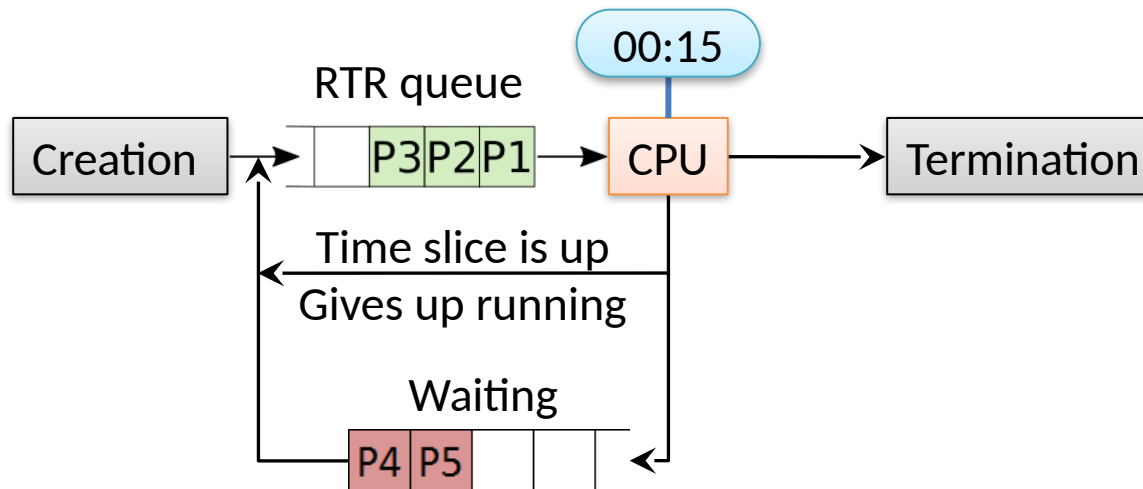 00:15
RTR queue
Creation
P3 P2 P1
CPU
Termination
Time slice is up
Gives up running
Waiting
P4 P5